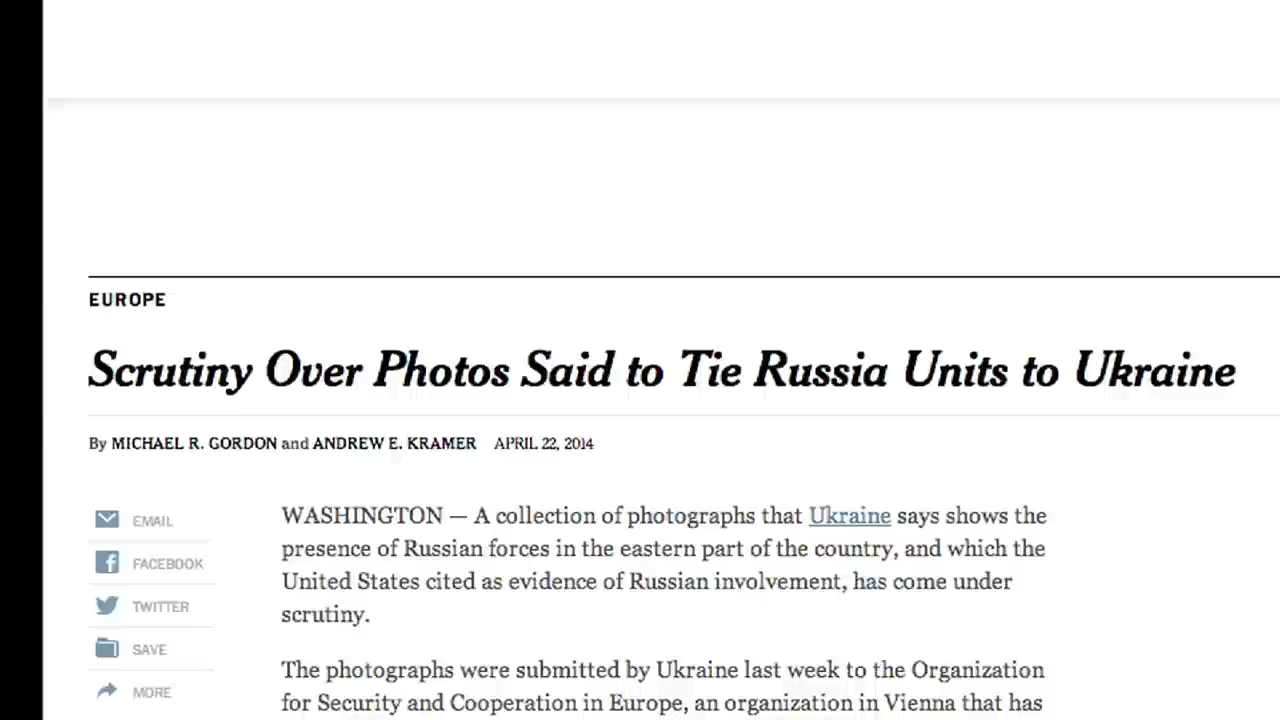 EUROPE
Scrutiny Over Photos Said to Tie Russia Units to Ukraine
By MICHAEL R. GORDON and ANDREW E. KRAMER APRIL 22, 2014
EMAIL
FACEBOOK
TWITTER
SAVE
MORE
WASHINGTON — A collection of photographs that Ukraine says shows the
presence of Russian forces in the eastern part of the country, and which the
United States cited as evidence of Russian involvement, has come under
scrutiny.
The photographs were submitted by Ukraine last week to the Organization
for Security and Cooperation in Europe, an organization in Vienna that has